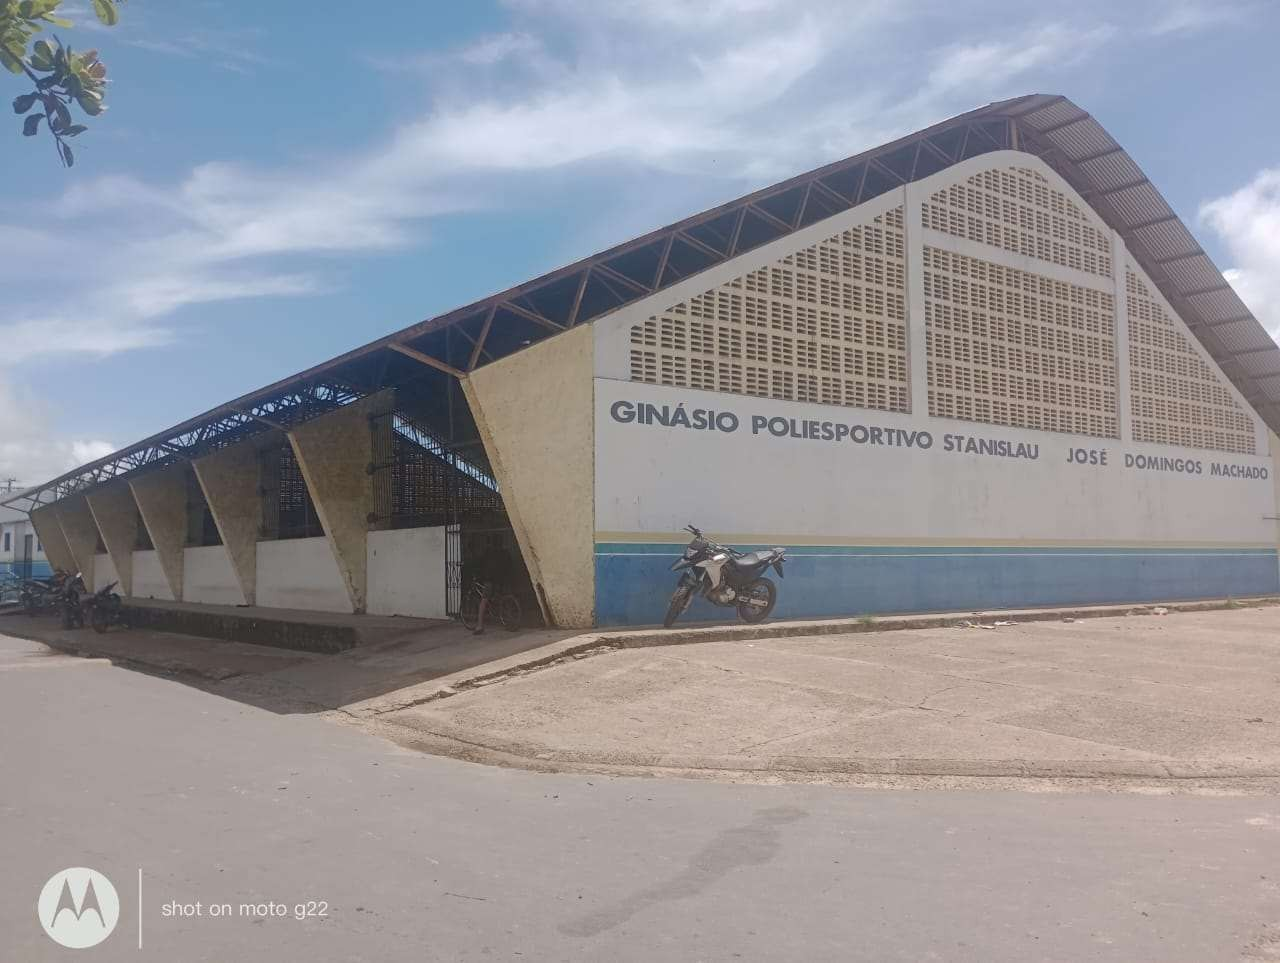 GINÁSIO POLIESPORTIVO STANISLAU JOSÉ DOMINGOS MACHADO
shot on moto g22